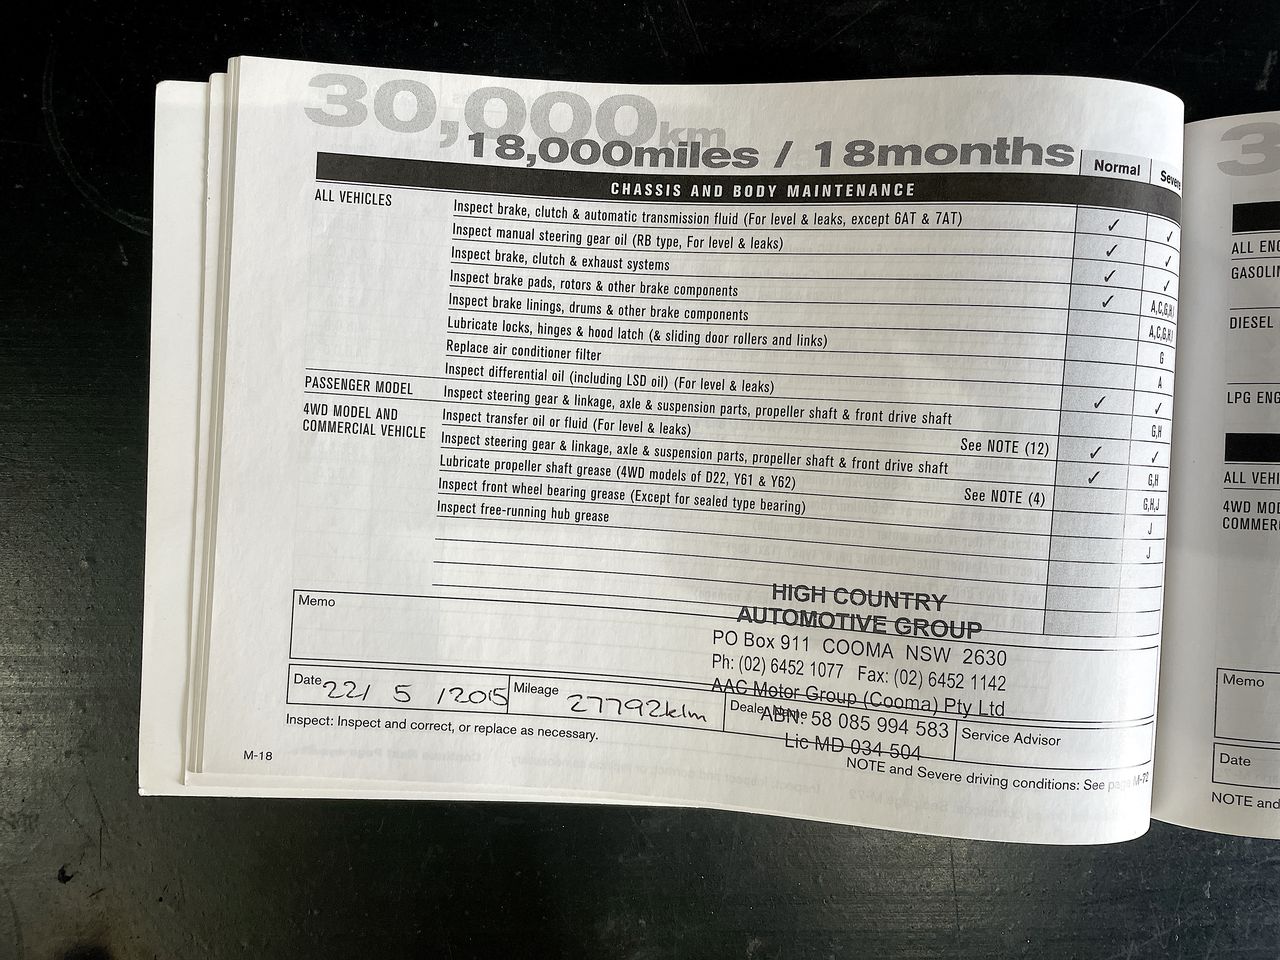 30,000km
18,000miles / 18months
Normal
Severe
CHASSIS AND BODY MAINTENANCE
ALL VEHICLES
Inspect brake, clutch & automatic transmission fluid (For level & leaks, except 6AT & 7AT) ✓ ✓
Inspect manual steering gear oil (RB type, For level & leaks) ✓ ✓
Inspect brake, clutch & exhaust systems ✓ ✓
Inspect brake pads, rotors & other brake components ✓ A,C,G,H,I
Inspect brake linings, drums & other brake components A,C,G,H,I
Lubricate locks, hinges & hood latch (& sliding door rollers and links) G
Replace air conditioner filter A
Inspect differential oil (including LSD oil) (For level & leaks) ✓ ✓
PASSENGER MODEL
Inspect steering gear & linkage, axle & suspension parts, propeller shaft & front drive shaft G,H
4WD MODEL AND
COMMERCIAL VEHICLE
Inspect transfer oil or fluid (For level & leaks) See NOTE (12) ✓ ✓
Inspect steering gear & linkage, axle & suspension parts, propeller shaft & front drive shaft ✓ G,H
Lubricate propeller shaft grease (4WD models of D22, Y61 & Y62) See NOTE (4) G,H,J
Inspect front wheel bearing grease (Except for sealed type bearing) J
Inspect free-running hub grease J
Memo
HIGH COUNTRY
AUTOMOTIVE GROUP
PO Box 911 COOMA NSW 2630
Ph: (02) 6452 1077 Fax: (02) 6452 1142
AAC Motor Group (Cooma) Pty Ltd
ABN: 58 085 994 583
Lic MD 034 504
Date 22/ 5 /2015
Mileage 27792klm
Dealer Name
Service Advisor
Inspect: Inspect and correct, or replace as necessary.
NOTE and Severe driving conditions: See page M-72
M-18
3
ALL ENG
GASOLIN
DIESEL
LPG ENG
ALL VEHI
4WD MOD
COMMERC
Memo
Date
NOTE and